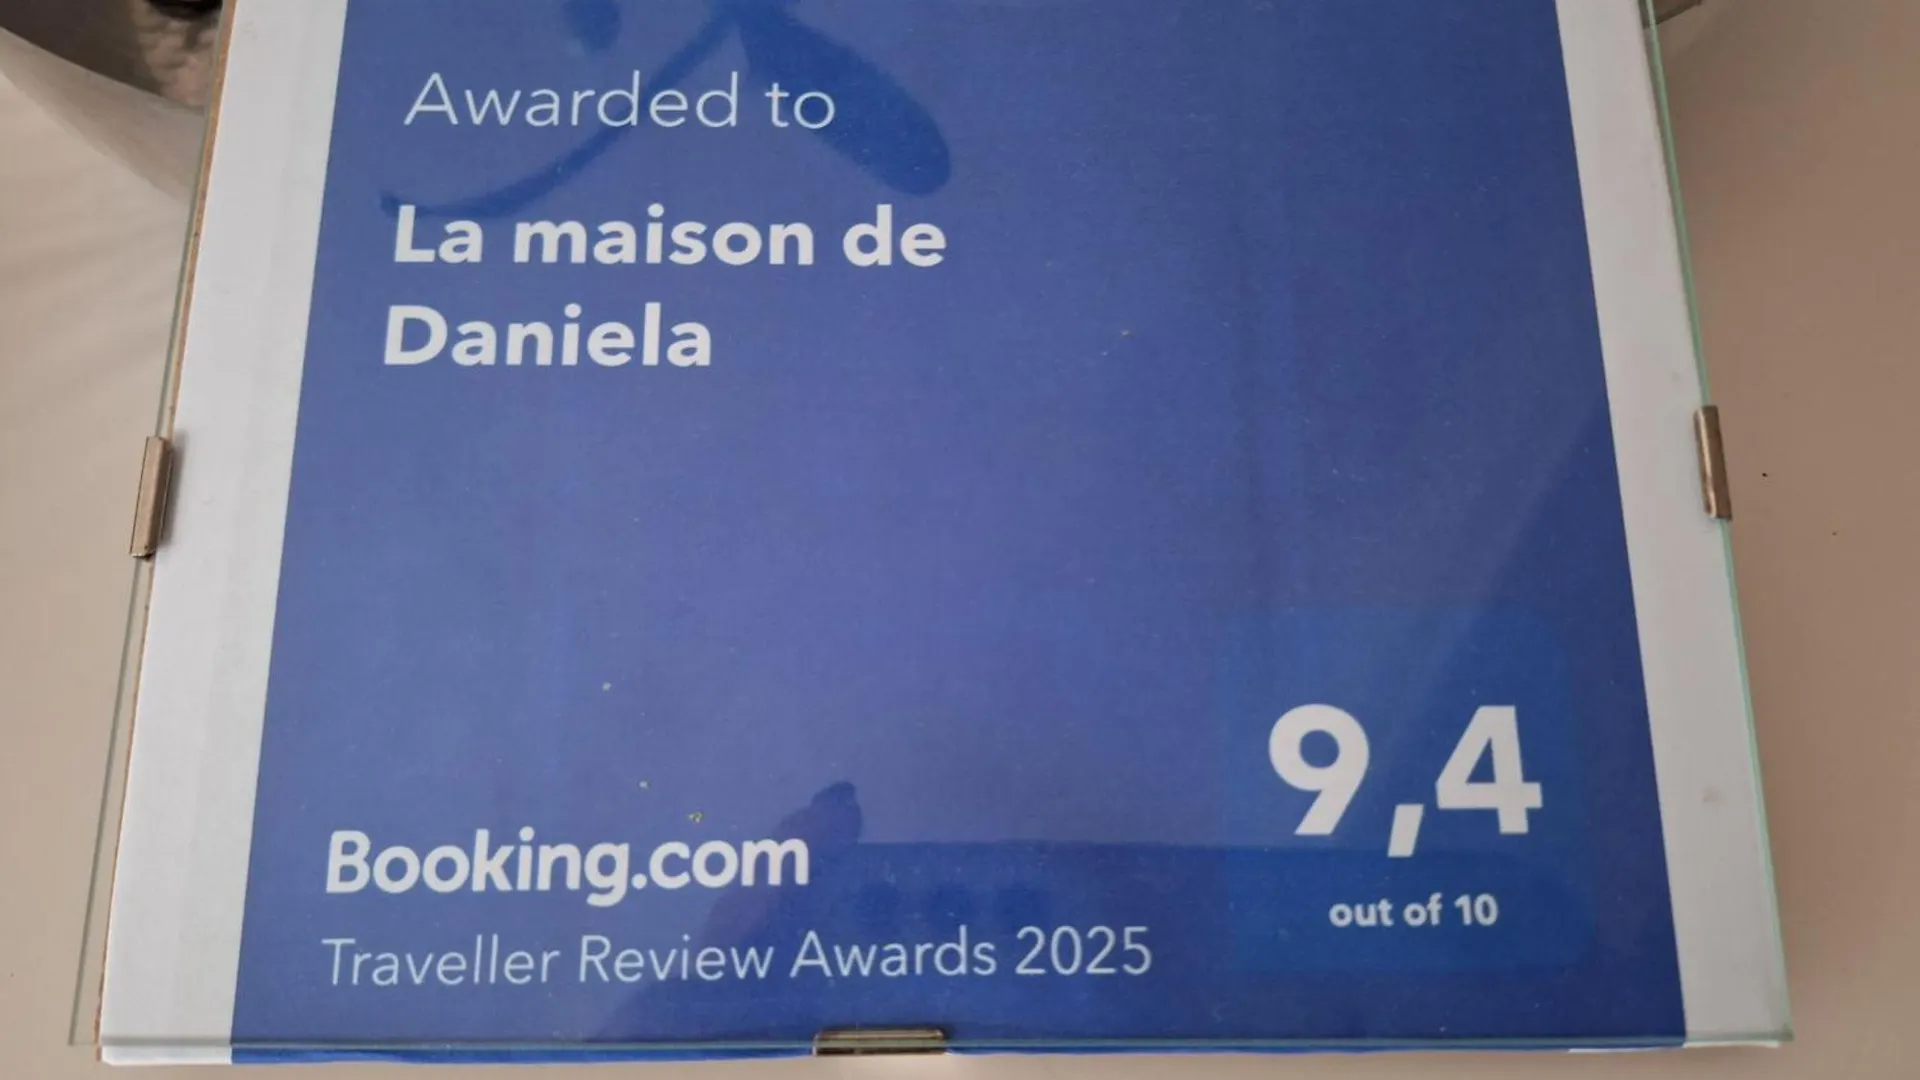 Awarded to
La maison de
Daniela
9,4
out of 10
Booking.com
Traveller Review Awards 2025